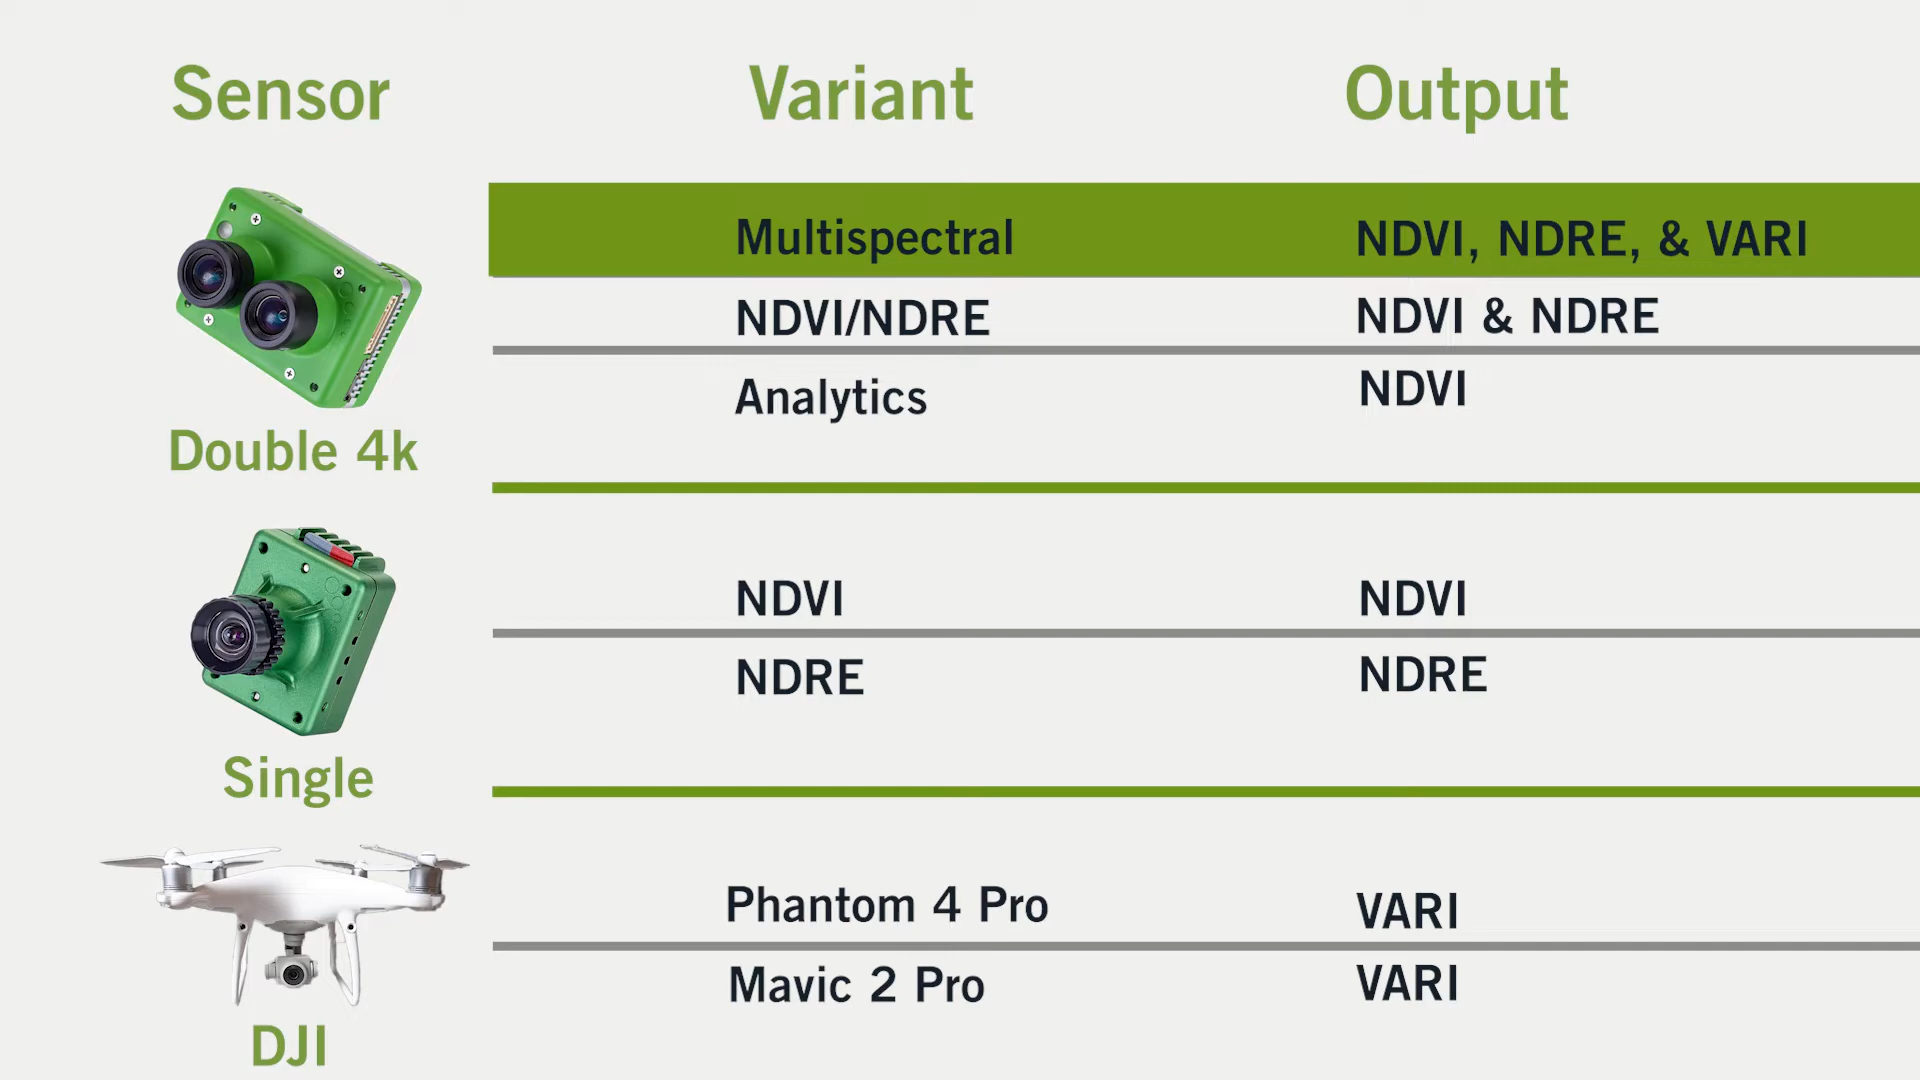 Sensor Variant Output
Multispectral NDVI, NDRE, & VARI
NDVI/NDRE NDVI & NDRE
Analytics NDVI
Double 4k
NDVI NDVI
NDRE NDRE
Single
Phantom 4 Pro VARI
Mavic 2 Pro VARI
DJI